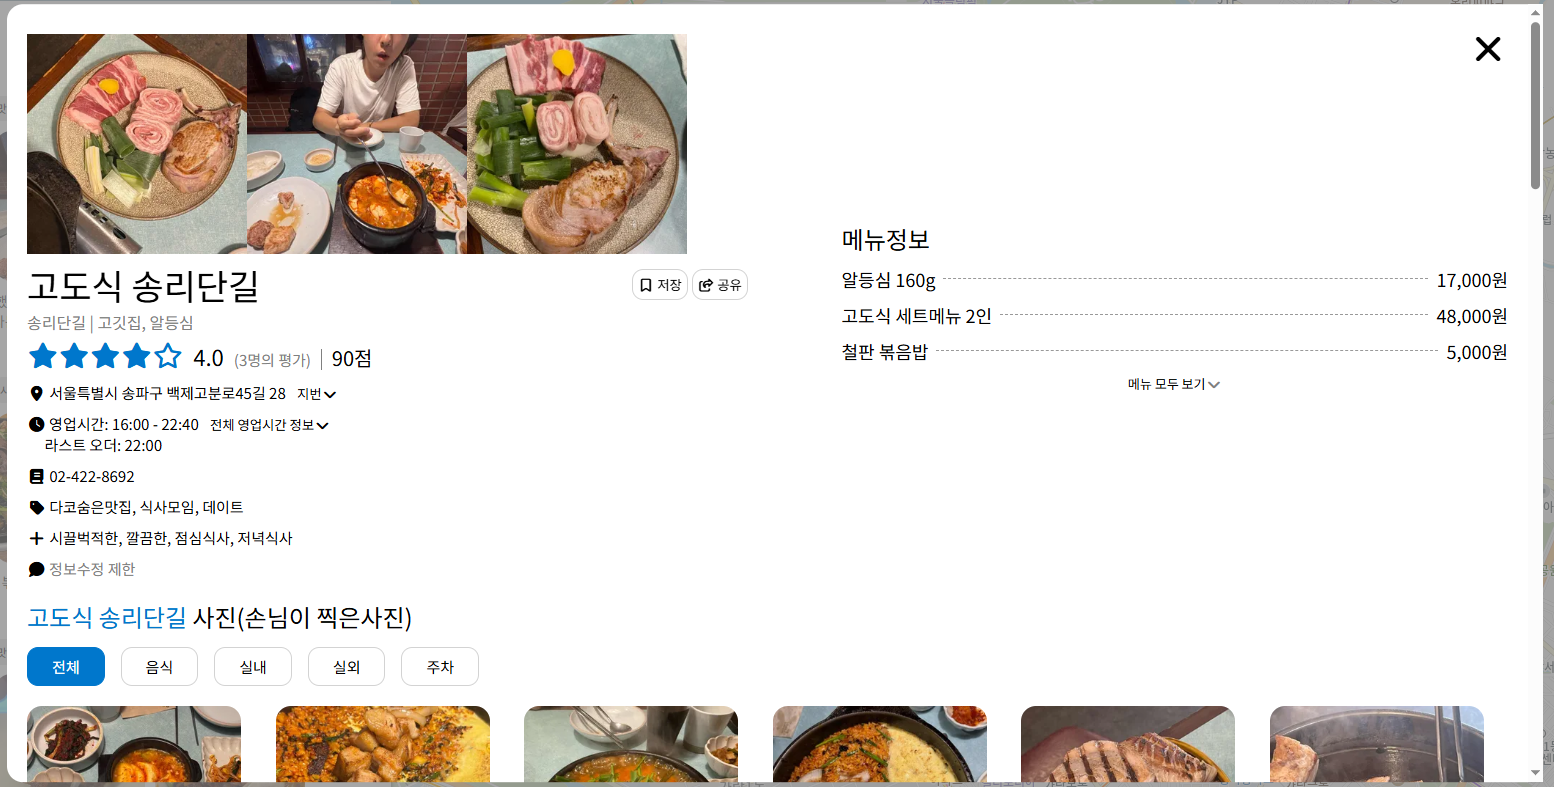 고도식 송리단길
저장
공유
송리단길 | 고깃집, 알등심
4.0 (3명의 평가) | 90점
서울특별시 송파구 백제고분로45길 28 지번
영업시간: 16:00 - 22:40 전체 영업시간 정보
라스트 오더: 22:00
02-422-8692
다코숨은맛집, 식사모임, 데이트
시끌벅적한, 깔끔한, 점심식사, 저녁식사
정보수정 제한
메뉴정보
알등심 160g 17,000원
고도식 세트메뉴 2인 48,000원
철판 볶음밥 5,000원
메뉴 모두 보기
고도식 송리단길 사진(손님이 찍은사진)
전체
음식
실내
실외
주차